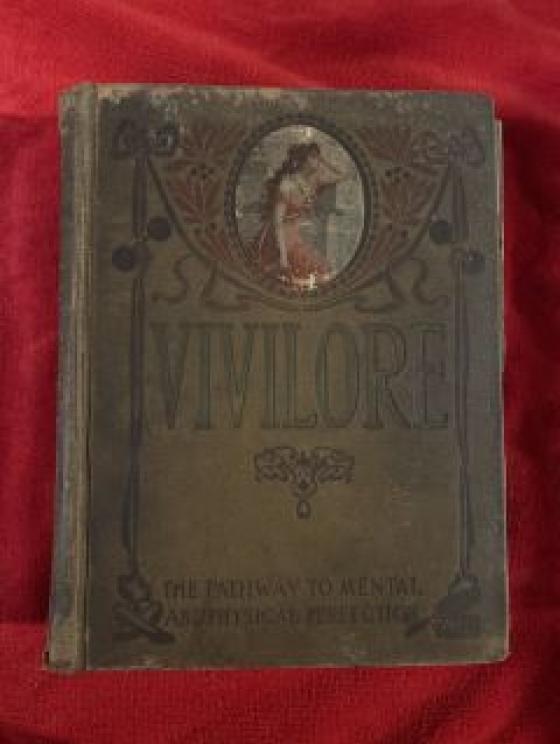 VIVILORE
THE PATHWAY TO MENTAL
AND PHYSICAL PERFECTION